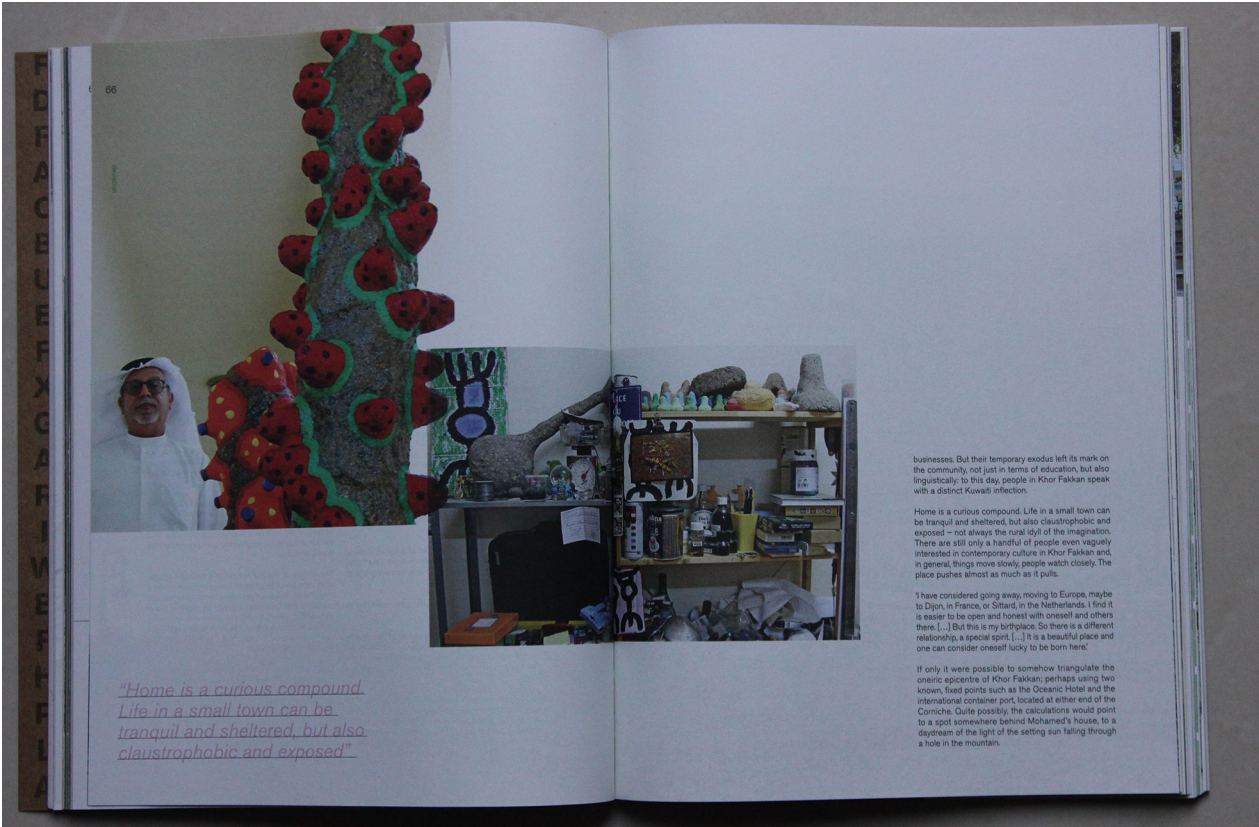 66
"Home is a curious compound.
Life in a small town can be
tranquil and sheltered, but also
claustrophobic and exposed"
businesses. But their temporary exodus left its mark on
the community, not just in terms of education, but also
linguistically: to this day, people in Khor Fakkan speak
with a distinct Kuwaiti inflection.
Home is a curious compound. Life in a small town can
be tranquil and sheltered, but also claustrophobic and
exposed – not always the rural idyll of the imagination.
There are still only a handful of people even vaguely
interested in contemporary culture in Khor Fakkan and,
in general, things move slowly, people watch closely. The
place pushes almost as much as it pulls.
'I have considered going away, moving to Europe, maybe
to Dijon, in France, or Sittard, in the Netherlands. I find it
is easier to be open and honest with oneself and others
there. […] But this is my birthplace. So there is a different
relationship, a special spirit. […] It is a beautiful place and
one can consider oneself lucky to be born here.'
If only it were possible to somehow triangulate the
oneiric epicentre of Khor Fakkan; perhaps using two
known, fixed points such as the Oceanic Hotel and the
international container port, located at either end of the
Corniche. Quite possibly, the calculations would point
to a spot somewhere behind Mohamed's house, to a
daydream of the light of the setting sun falling through
a hole in the mountain.